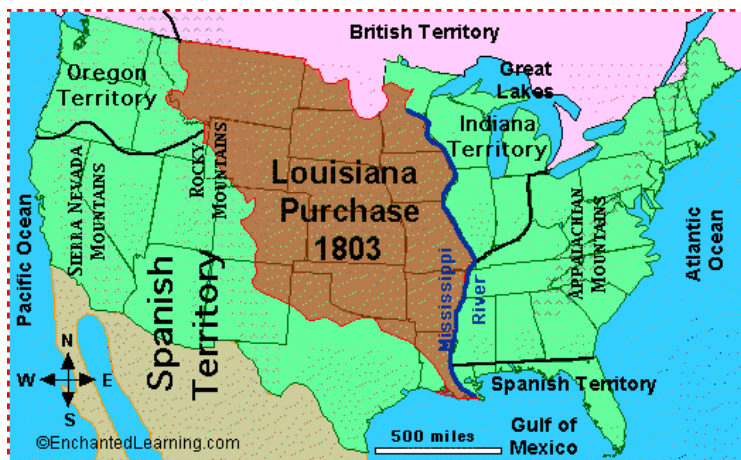 British Territory
Oregon
Territory
Great
Lakes
Indiana
Territory
ROCKY
MOUNTAINS
SIERRA NEVADA
MOUNTAINS
Louisiana
Purchase
1803
APPALACHIAN
MOUNTAINS
Pacific Ocean
Atlantic
Ocean
Spanish
Territory
Mississippi
River
Spanish Territory
N
W E
S
Gulf of
Mexico
500 miles
©EnchantedLearning.com